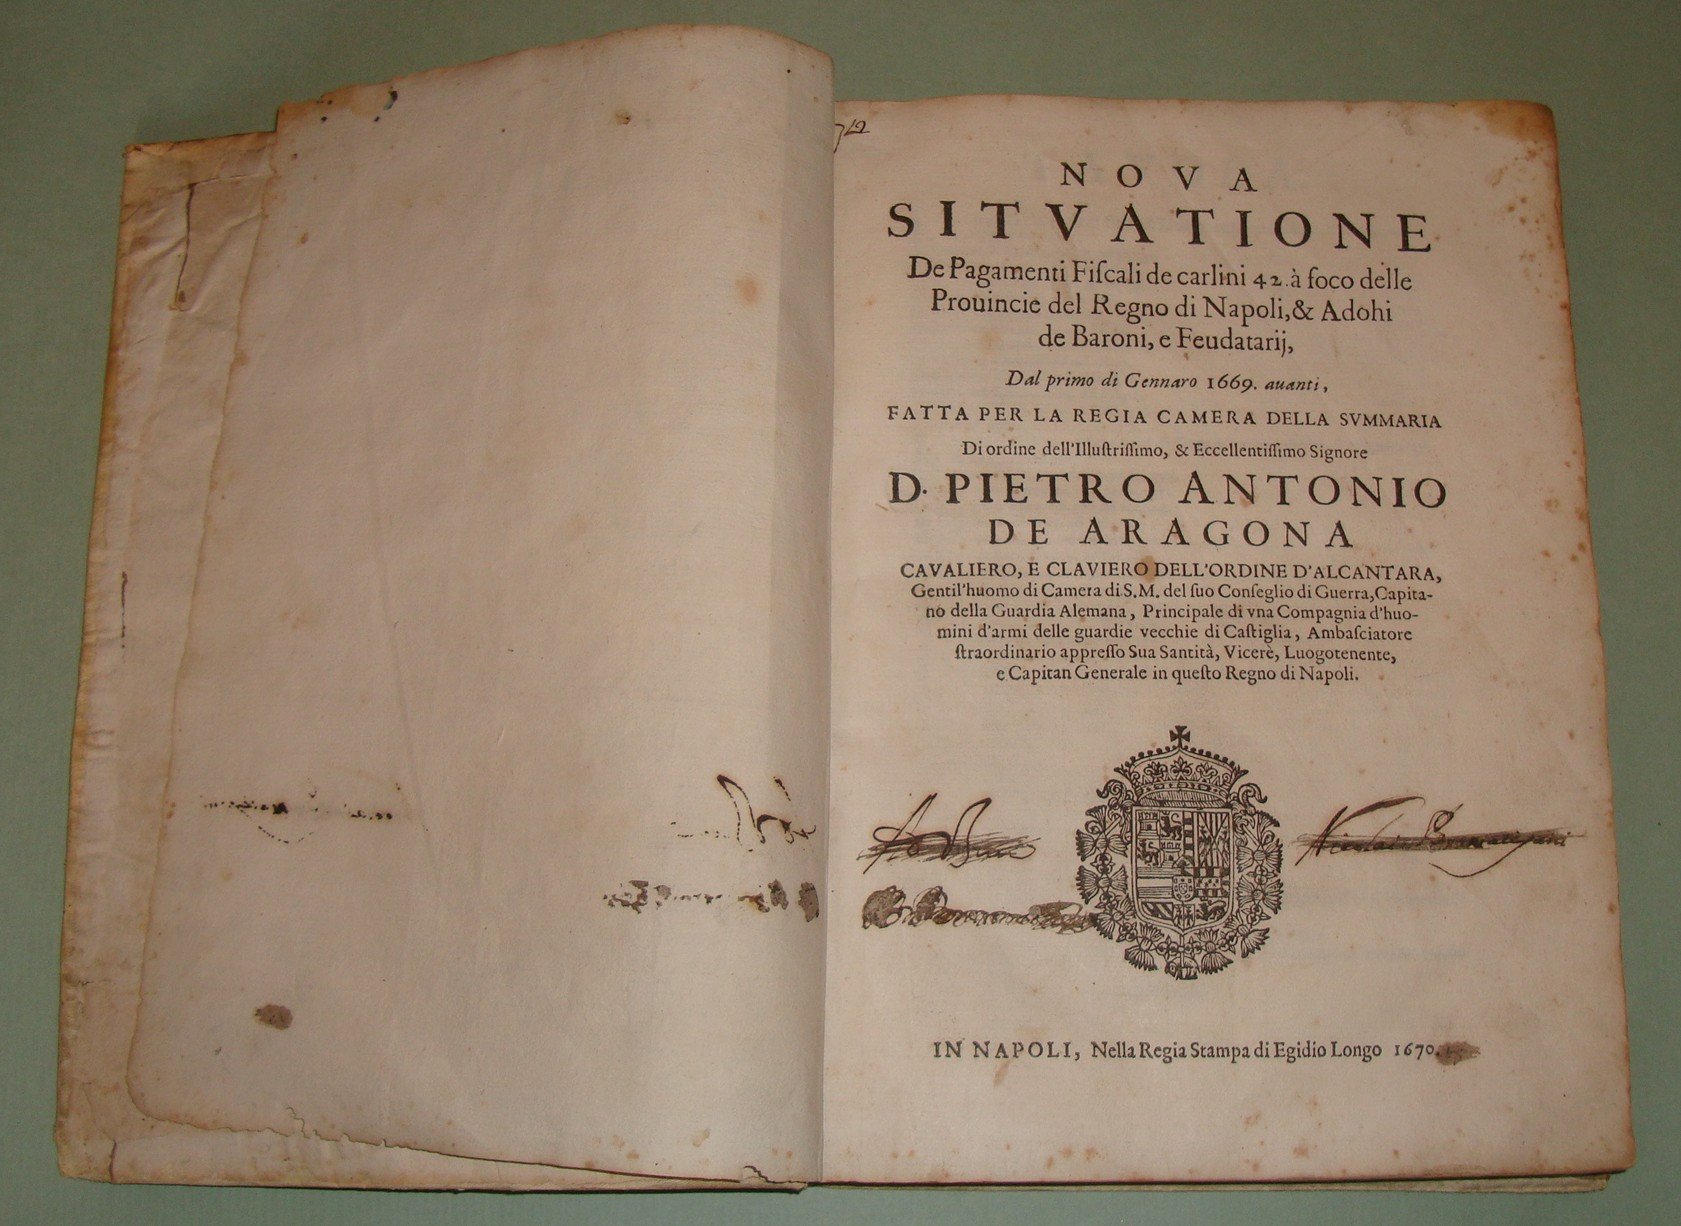 NOVA
SITVATIONE
De Pagamenti Fiſcali de carlini 42. à foco delle
Prouincie del Regno di Napoli, & Adohi
de Baroni, e Feudatarij,
Dal primo di Gennaro 1669. auanti,
FATTA PER LA REGIA CAMERA DELLA SVMMARIA
Di ordine dell'Illuſtriſſimo, & Eccellentiſſimo Signore
D. PIETRO ANTONIO
DE ARAGONA
CAVALIERO, E CLAVIERO DELL'ORDINE D'ALCANTARA,
Gentil'huomo di Camera di S.M. del ſuo Conſeglio di Guerra, Capita-
no della Guardia Alemana, Principale di vna Compagnia d'huo-
mini d'armi delle guardie vecchie di Caſtiglia, Ambaſciatore
ſtraordinario appreſſo Sua Santità, Vicerè, Luogotenente,
e Capitan Generale in queſto Regno di Napoli.
IN NAPOLI, Nella Regia Stampa di Egidio Longo 1670.